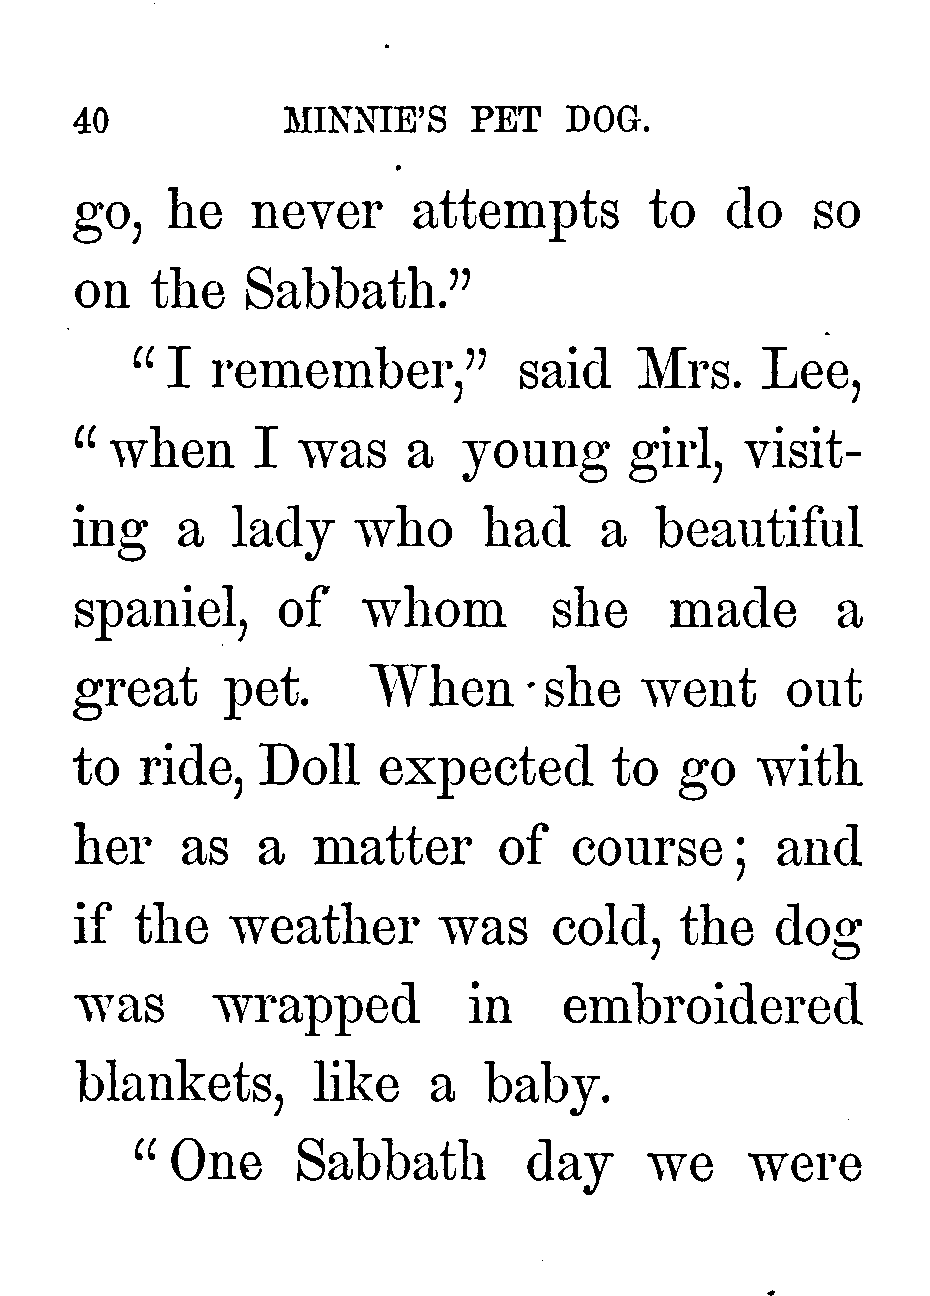 40 MINNIE'S PET DOG.
go, he never attempts to do so
on the Sabbath."
"I remember," said Mrs. Lee,
"when I was a young girl, visit-
ing a lady who had a beautiful
spaniel, of whom she made a
great pet. When she went out
to ride, Doll expected to go with
her as a matter of course; and
if the weather was cold, the dog
was wrapped in embroidered
blankets, like a baby.
"One Sabbath day we were